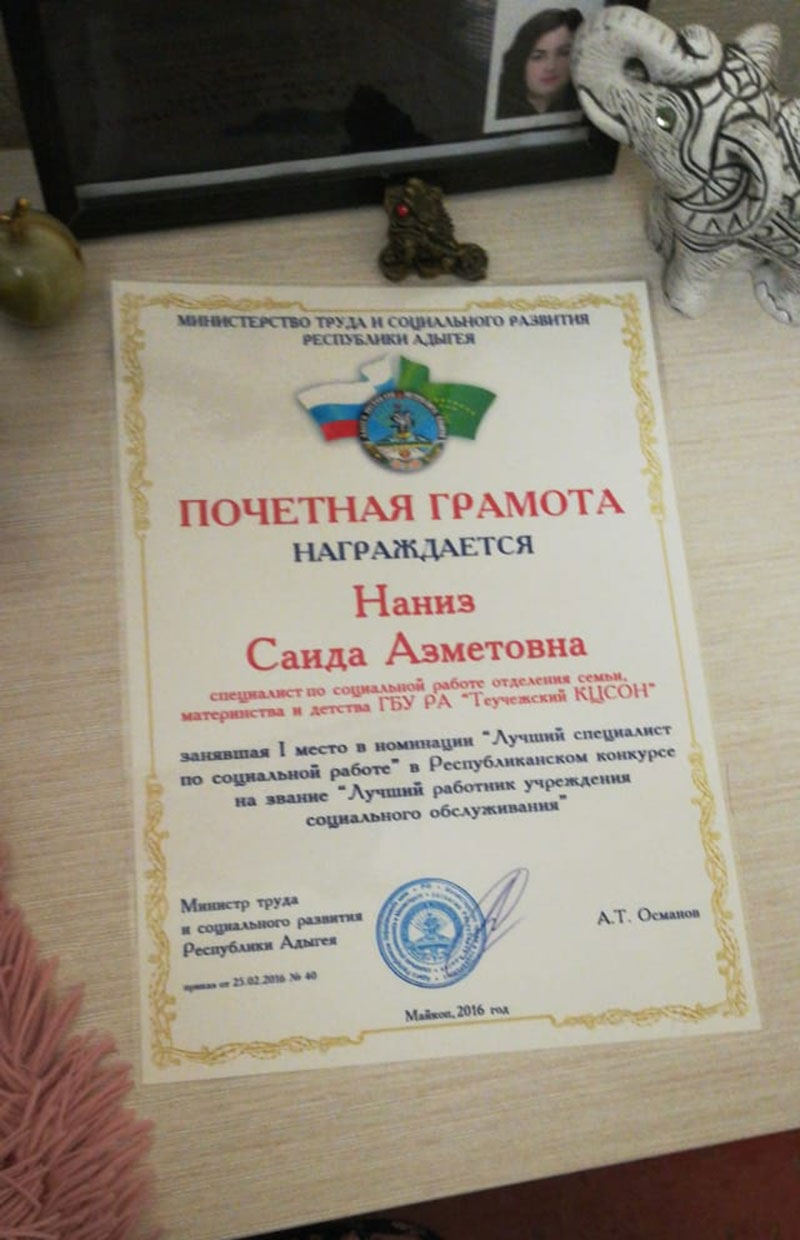 МИНИСТЕРСТВО ТРУДА И СОЦИАЛЬНОГО РАЗВИТИЯ
РЕСПУБЛИКИ АДЫГЕЯ
ПОЧЕТНАЯ ГРАМОТА
НАГРАЖДАЕТСЯ
Наниз
Саида Азметовна
специалист по социальной работе отделения семьи,
материнства и детства ГБУ РА "Теучежский КЦСОН"
занявшая I место в номинации "Лучший специалист
по социальной работе" в Республиканском конкурсе
на звание "Лучший работник учреждения
социального обслуживания"
Министр труда
и социального развития
Республики Адыгея
А.Т. Османов
приказ от 25.02.2016 № 40
Майкоп, 2016 год